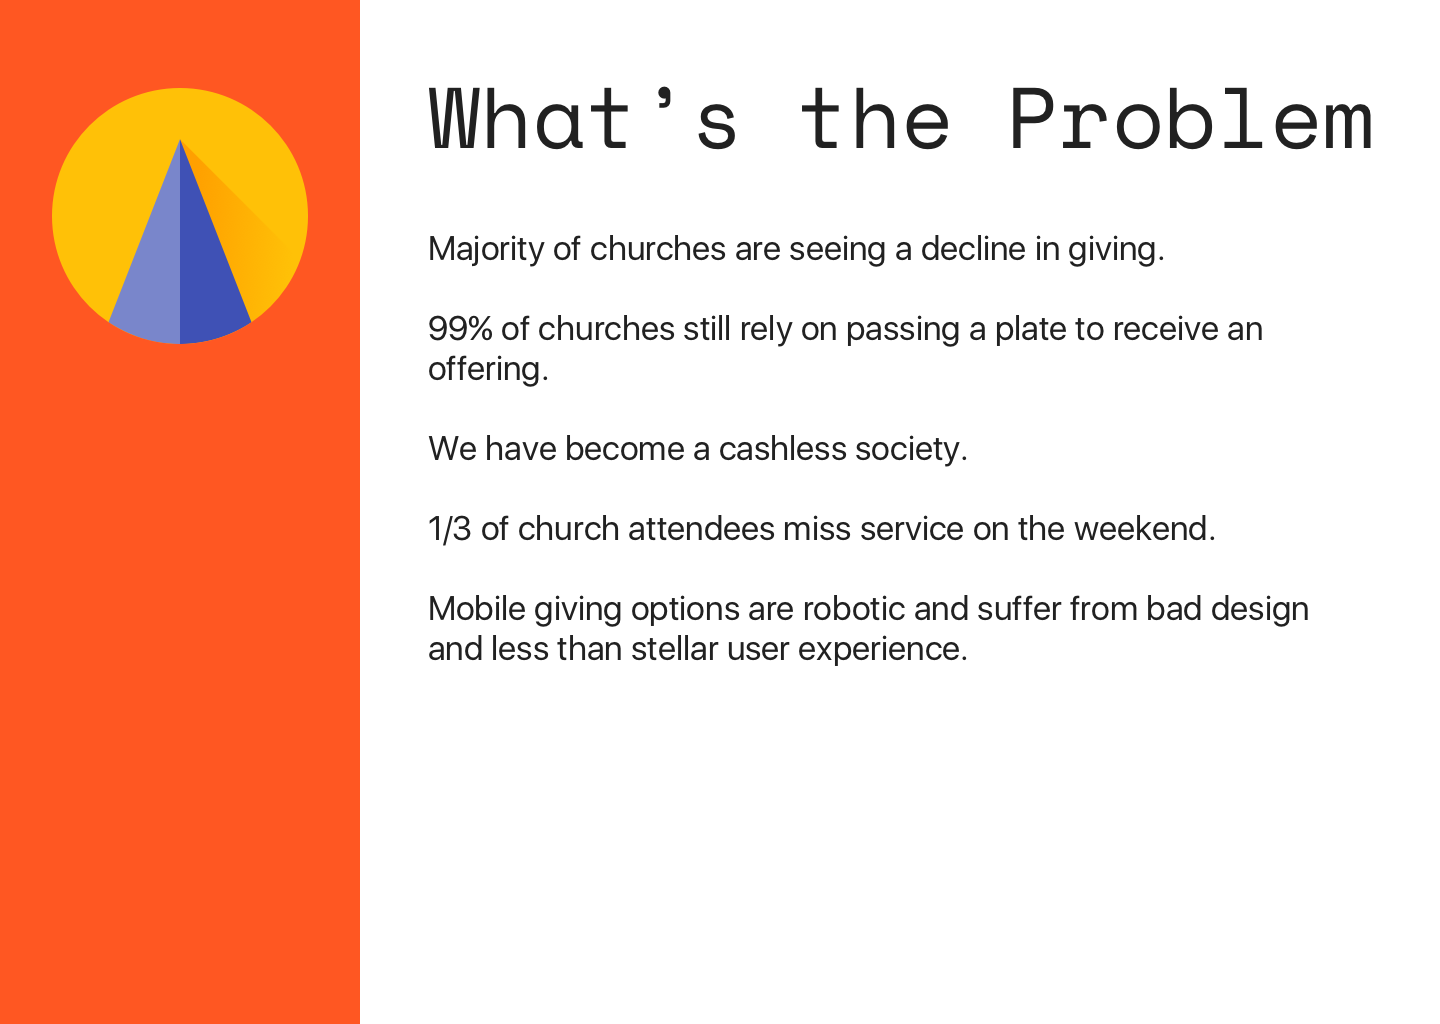 What’s the Problem
Majority of churches are seeing a decline in giving.
99% of churches still rely on passing a plate to receive an
offering.
We have become a cashless society.
1/3 of church attendees miss service on the weekend.
Mobile giving options are robotic and suffer from bad design
and less than stellar user experience.